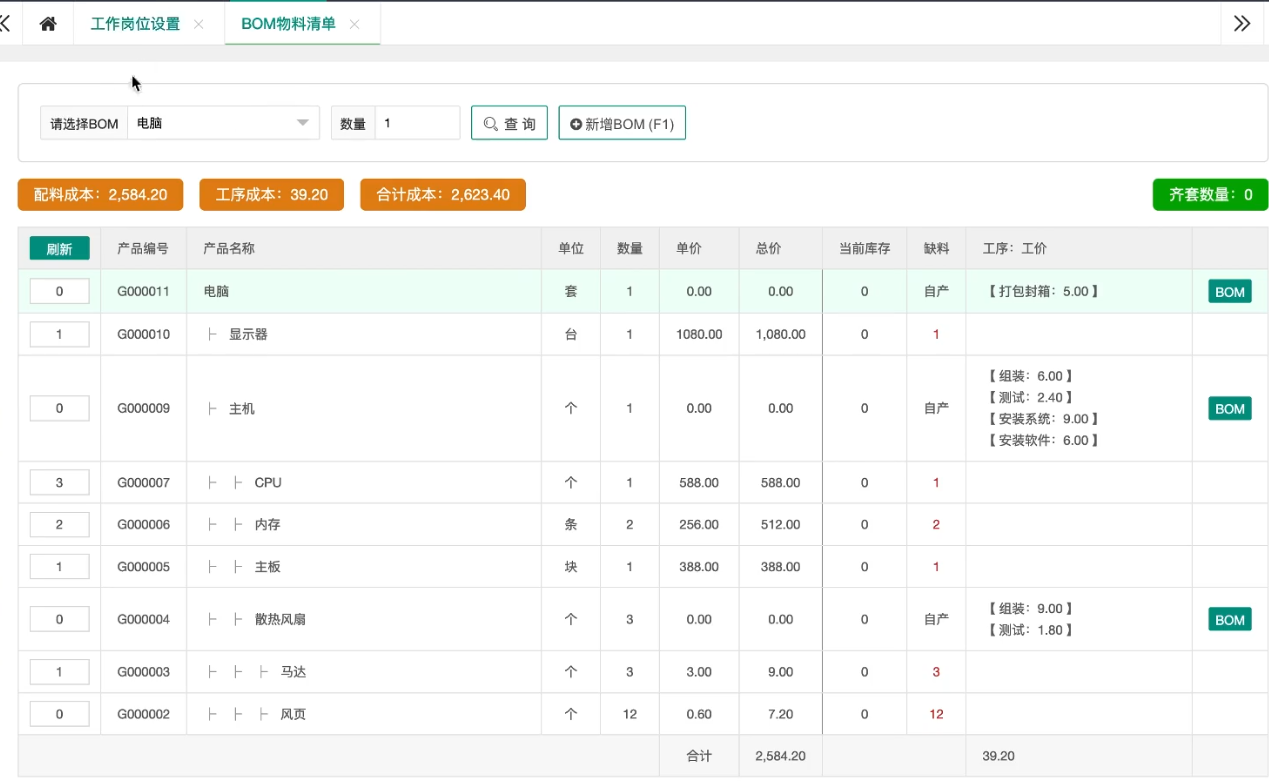 工作岗位设置
BOM物料清单
请选择BOM 电脑 数量 1 查 询 新增BOM (F1)
配料成本：2,584.20 工序成本：39.20 合计成本：2,623.40 齐套数量：0
刷新 产品编号 产品名称 单位 数量 单价 总价 当前库存 缺料 工序：工价
0 G000011 电脑 套 1 0.00 0.00 0 自产 【 打包封箱：5.00 】 BOM
1 G000010 ├ 显示器 台 1 1080.00 1,080.00 0 1
0 G000009 ├ 主机 个 1 0.00 0.00 0 自产 【 组装：6.00 】
【 测试：2.40 】
【 安装系统：9.00 】
【 安装软件：6.00 】
BOM
3 G000007 ├ ├ CPU 个 1 588.00 588.00 0 1
2 G000006 ├ ├ 内存 条 2 256.00 512.00 0 2
1 G000005 ├ ├ 主板 块 1 388.00 388.00 0 1
0 G000004 ├ ├ 散热风扇 个 3 0.00 0.00 0 自产 【 组装：9.00 】
【 测试：1.80 】
BOM
1 G000003 ├ ├ ├ 马达 个 3 3.00 9.00 0 3
0 G000002 ├ ├ ├ 风页 个 12 0.60 7.20 0 12
合计 2,584.20 39.20